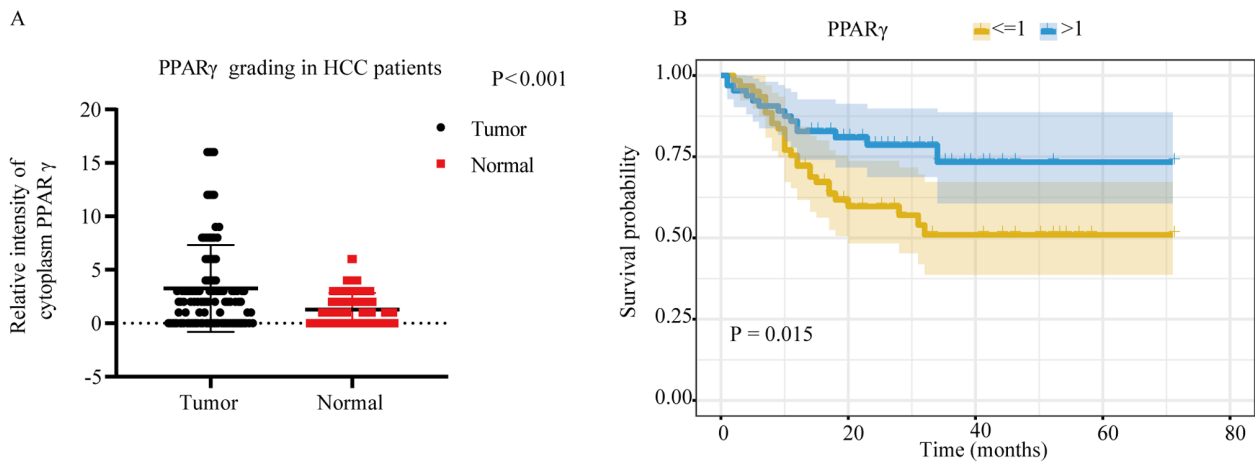 A
PPARγ grading in HCC patients
P<0.001
Relative intensity of
cytoplasm PPAR γ
20
15
10
5
0
-5
Tumor
Normal
Tumor
Normal
B
PPARγ
<=1
>1
Survival probability
1.00
0.75
0.50
0.25
0.00
P = 0.015
0
20
40
60
80
Time (months)